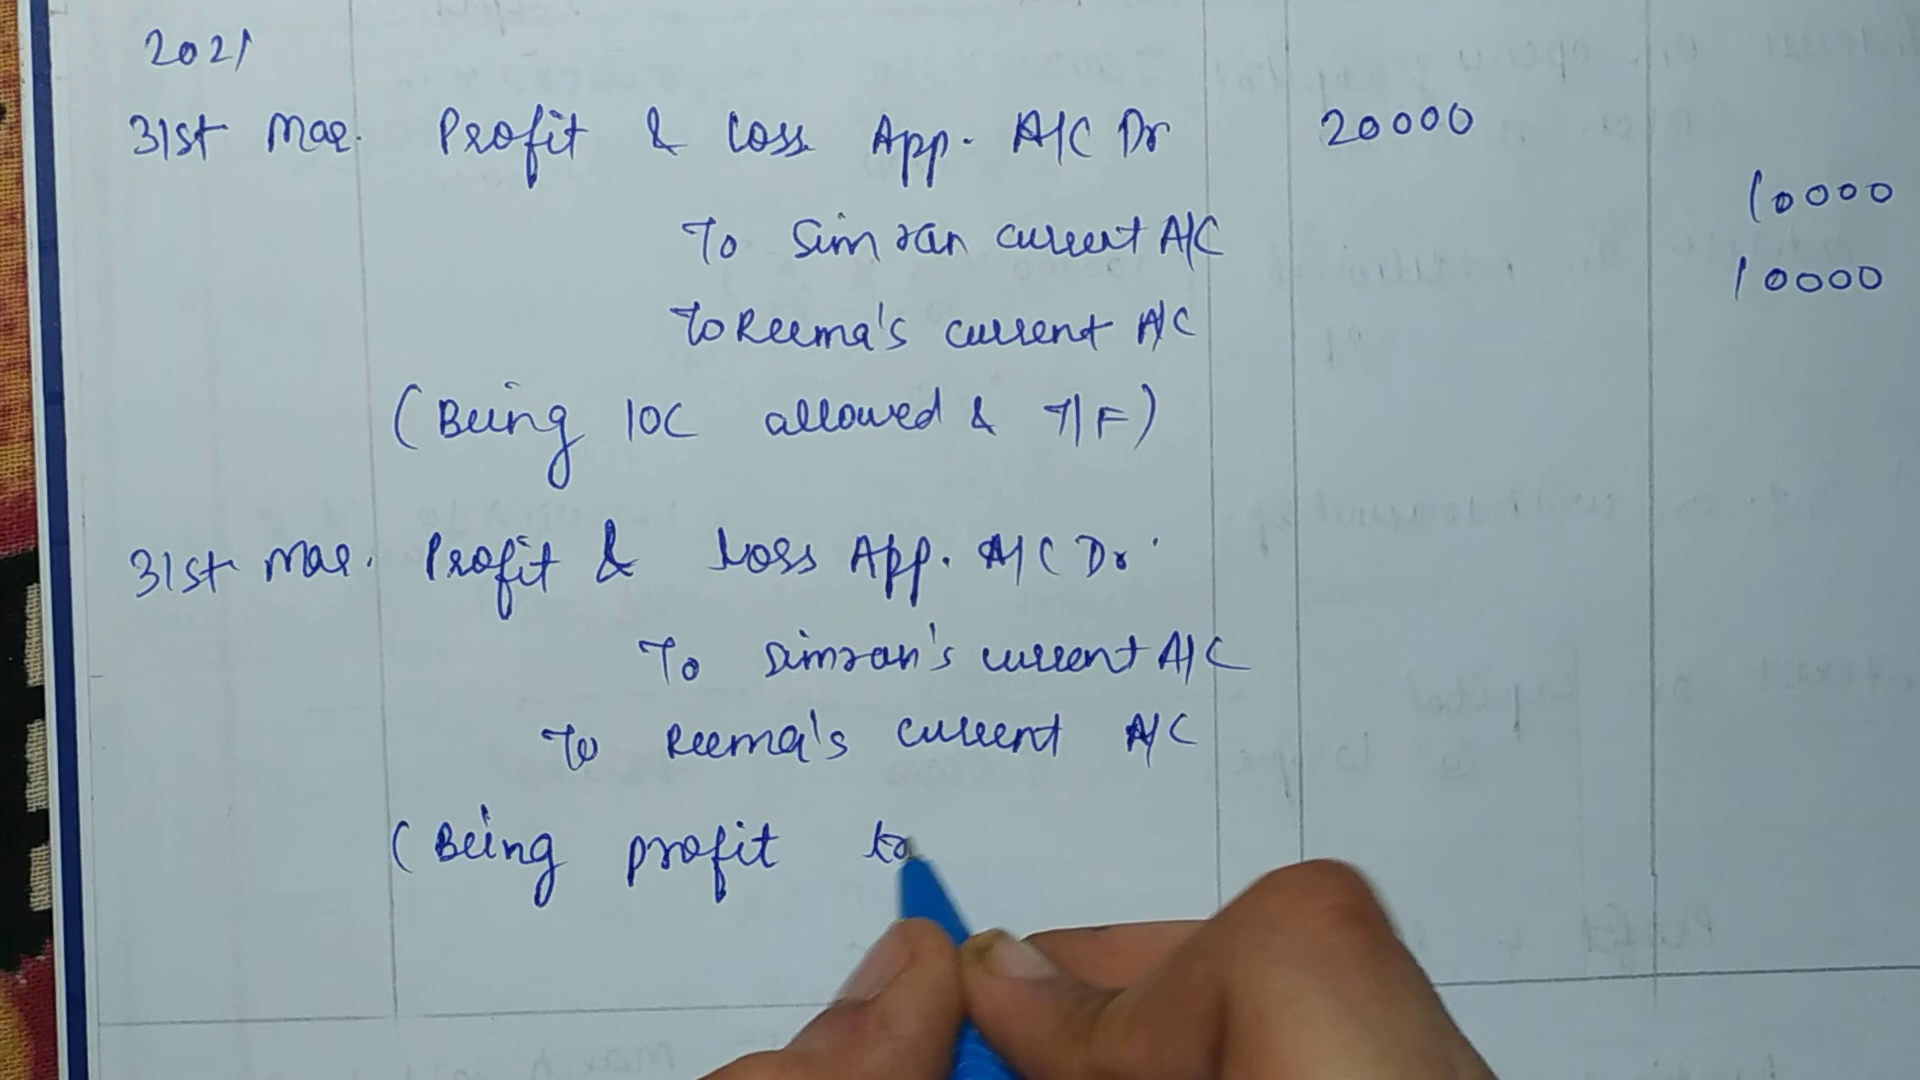 2021
31st Mar. Profit & Loss App. A/C Dr 20000
To Simran current A/C 10000
To Reema's current A/C 10000
(Being IOC allowed & T/F)
31st Mar. Profit & Loss App. A/C Dr.
To Simran's current A/C
To Reema's current A/C
(Being profit tr